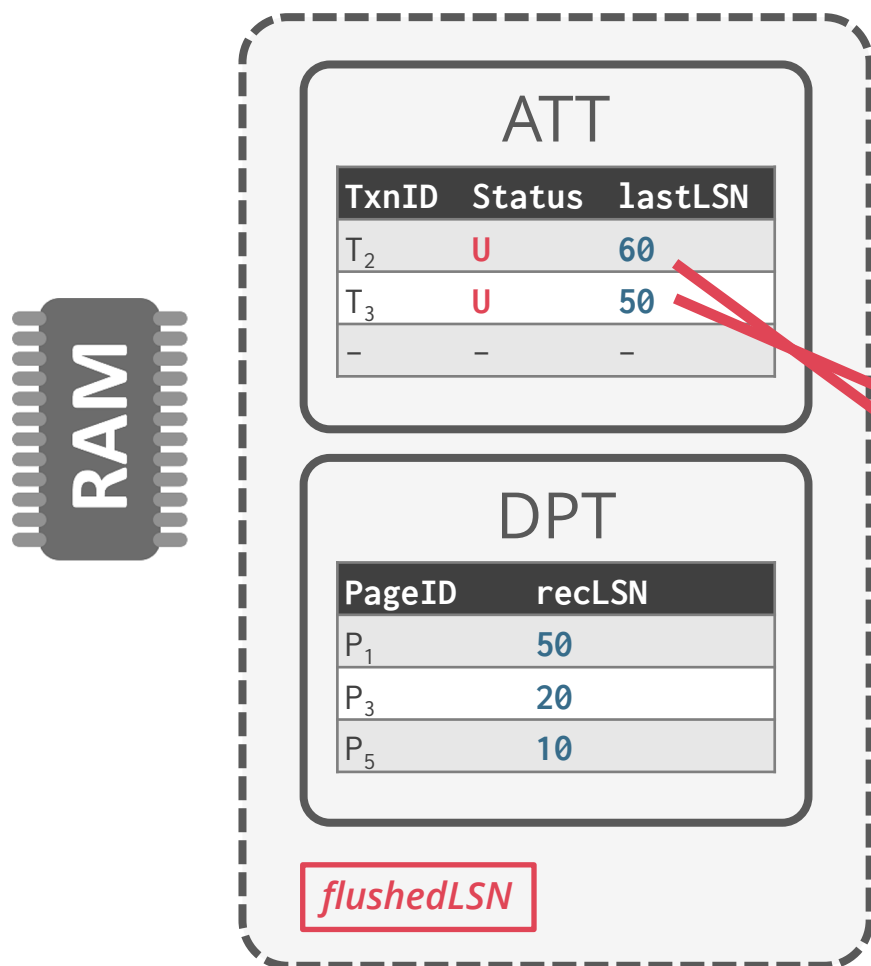 RAM
ATT
TxnID Status lastLSN
T2 U 60
T3 U 50
– – –
DPT
PageID recLSN
P1 50
P3 20
P5 10
flushedLSN